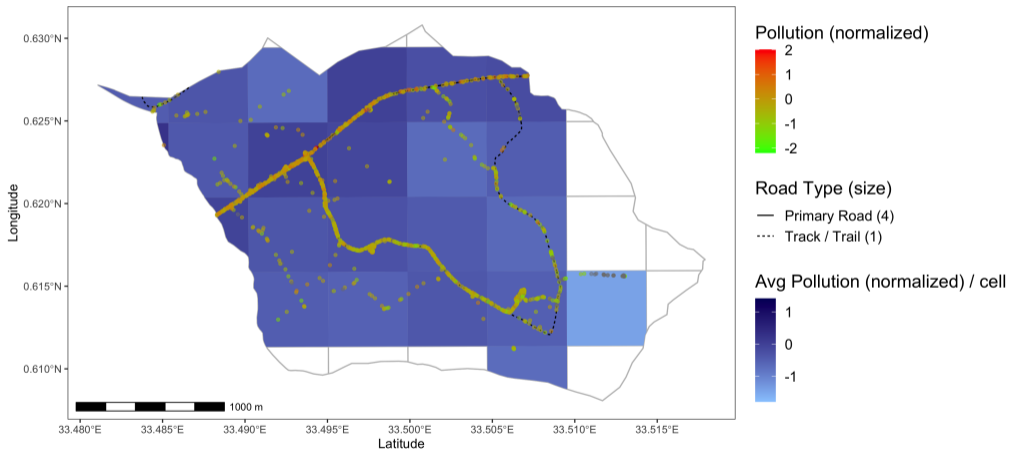 0.630°N
0.625°N
0.620°N
0.615°N
0.610°N
Longitude
1000 m
33.480°E 33.485°E 33.490°E 33.495°E 33.500°E 33.505°E 33.510°E 33.515°E
Latitude
Pollution (normalized)
2
1
0
-1
-2
Road Type (size)
Primary Road (4)
Track / Trail (1)
Avg Pollution (normalized) / cell
1
0
-1